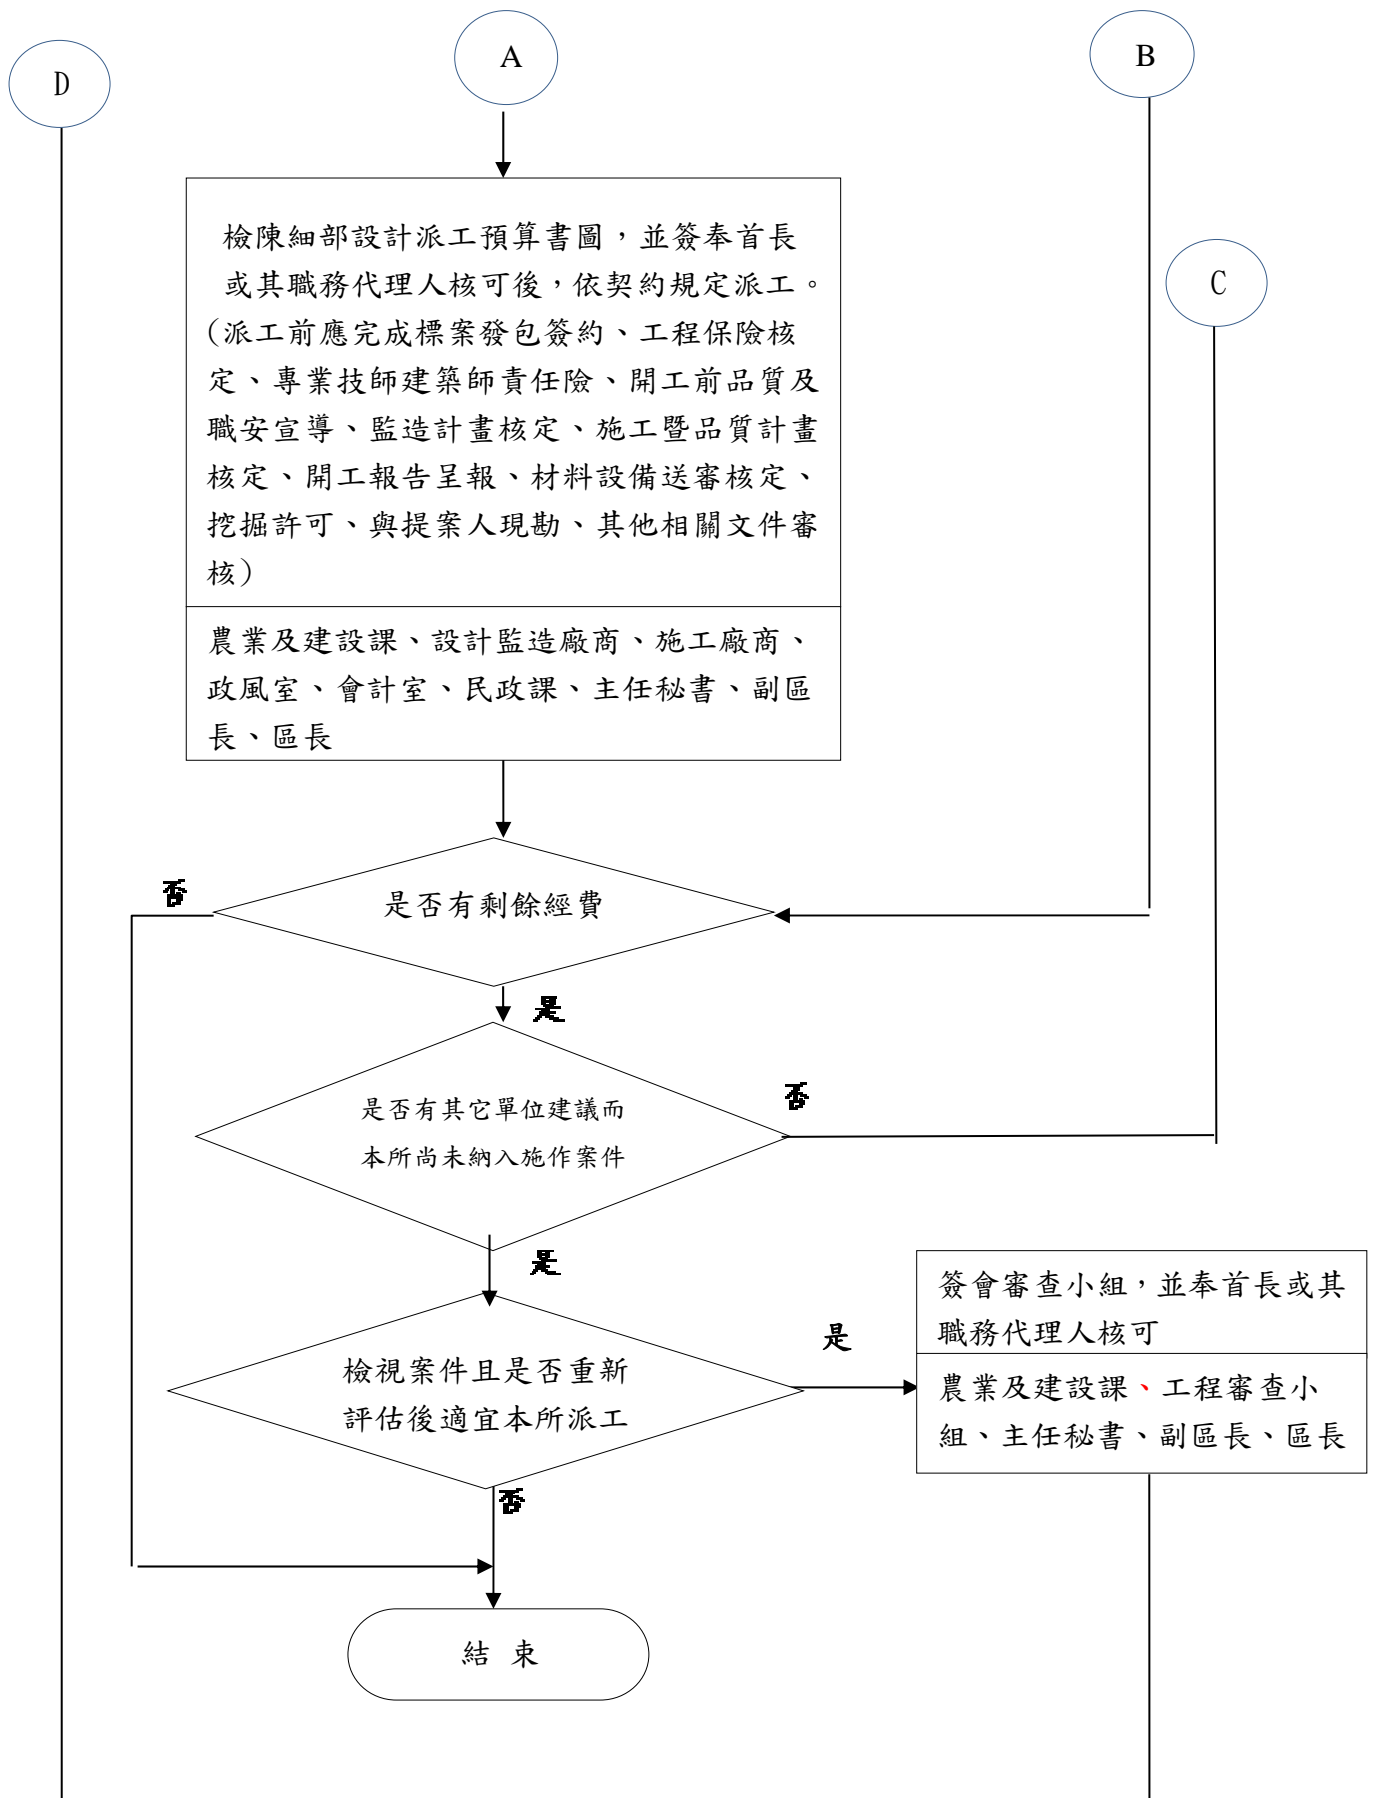 A
B
D
C
檢陳細部設計派工預算書圖，並簽奉首長
或其職務代理人核可後，依契約規定派工。
(派工前應完成標案發包簽約、工程保險核
定、專業技師建築師責任險、開工前品質及
職安宣導、監造計畫核定、施工暨品質計畫
核定、開工報告呈報、材料設備送審核定、
挖掘許可、與提案人現勘、其他相關文件審
核)
農業及建設課、設計監造廠商、施工廠商、
政風室、會計室、民政課、主任秘書、副區
長、區長
否
是否有剩餘經費
是
是否有其它單位建議而
本所尚未納入施作案件
否
是
簽會審查小組，並奉首長或其
職務代理人核可
是
檢視案件且是否重新
評估後適宜本所派工
農業及建設課、工程審查小
組、主任秘書、副區長、區長
否
結 束